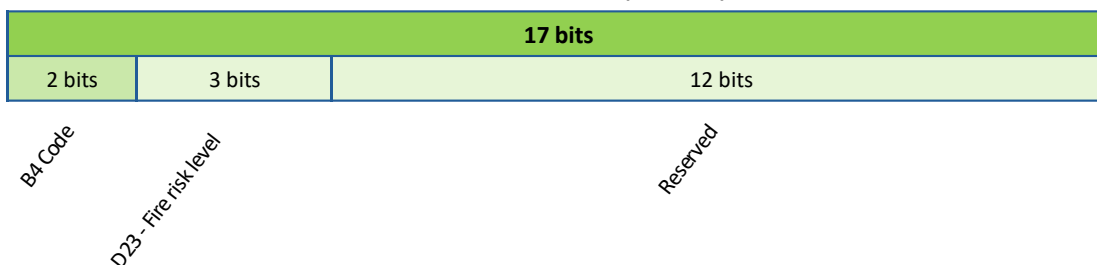 17 bits
2 bits 3 bits 12 bits
B4 Code
D23 - Fire risk level
Reserved